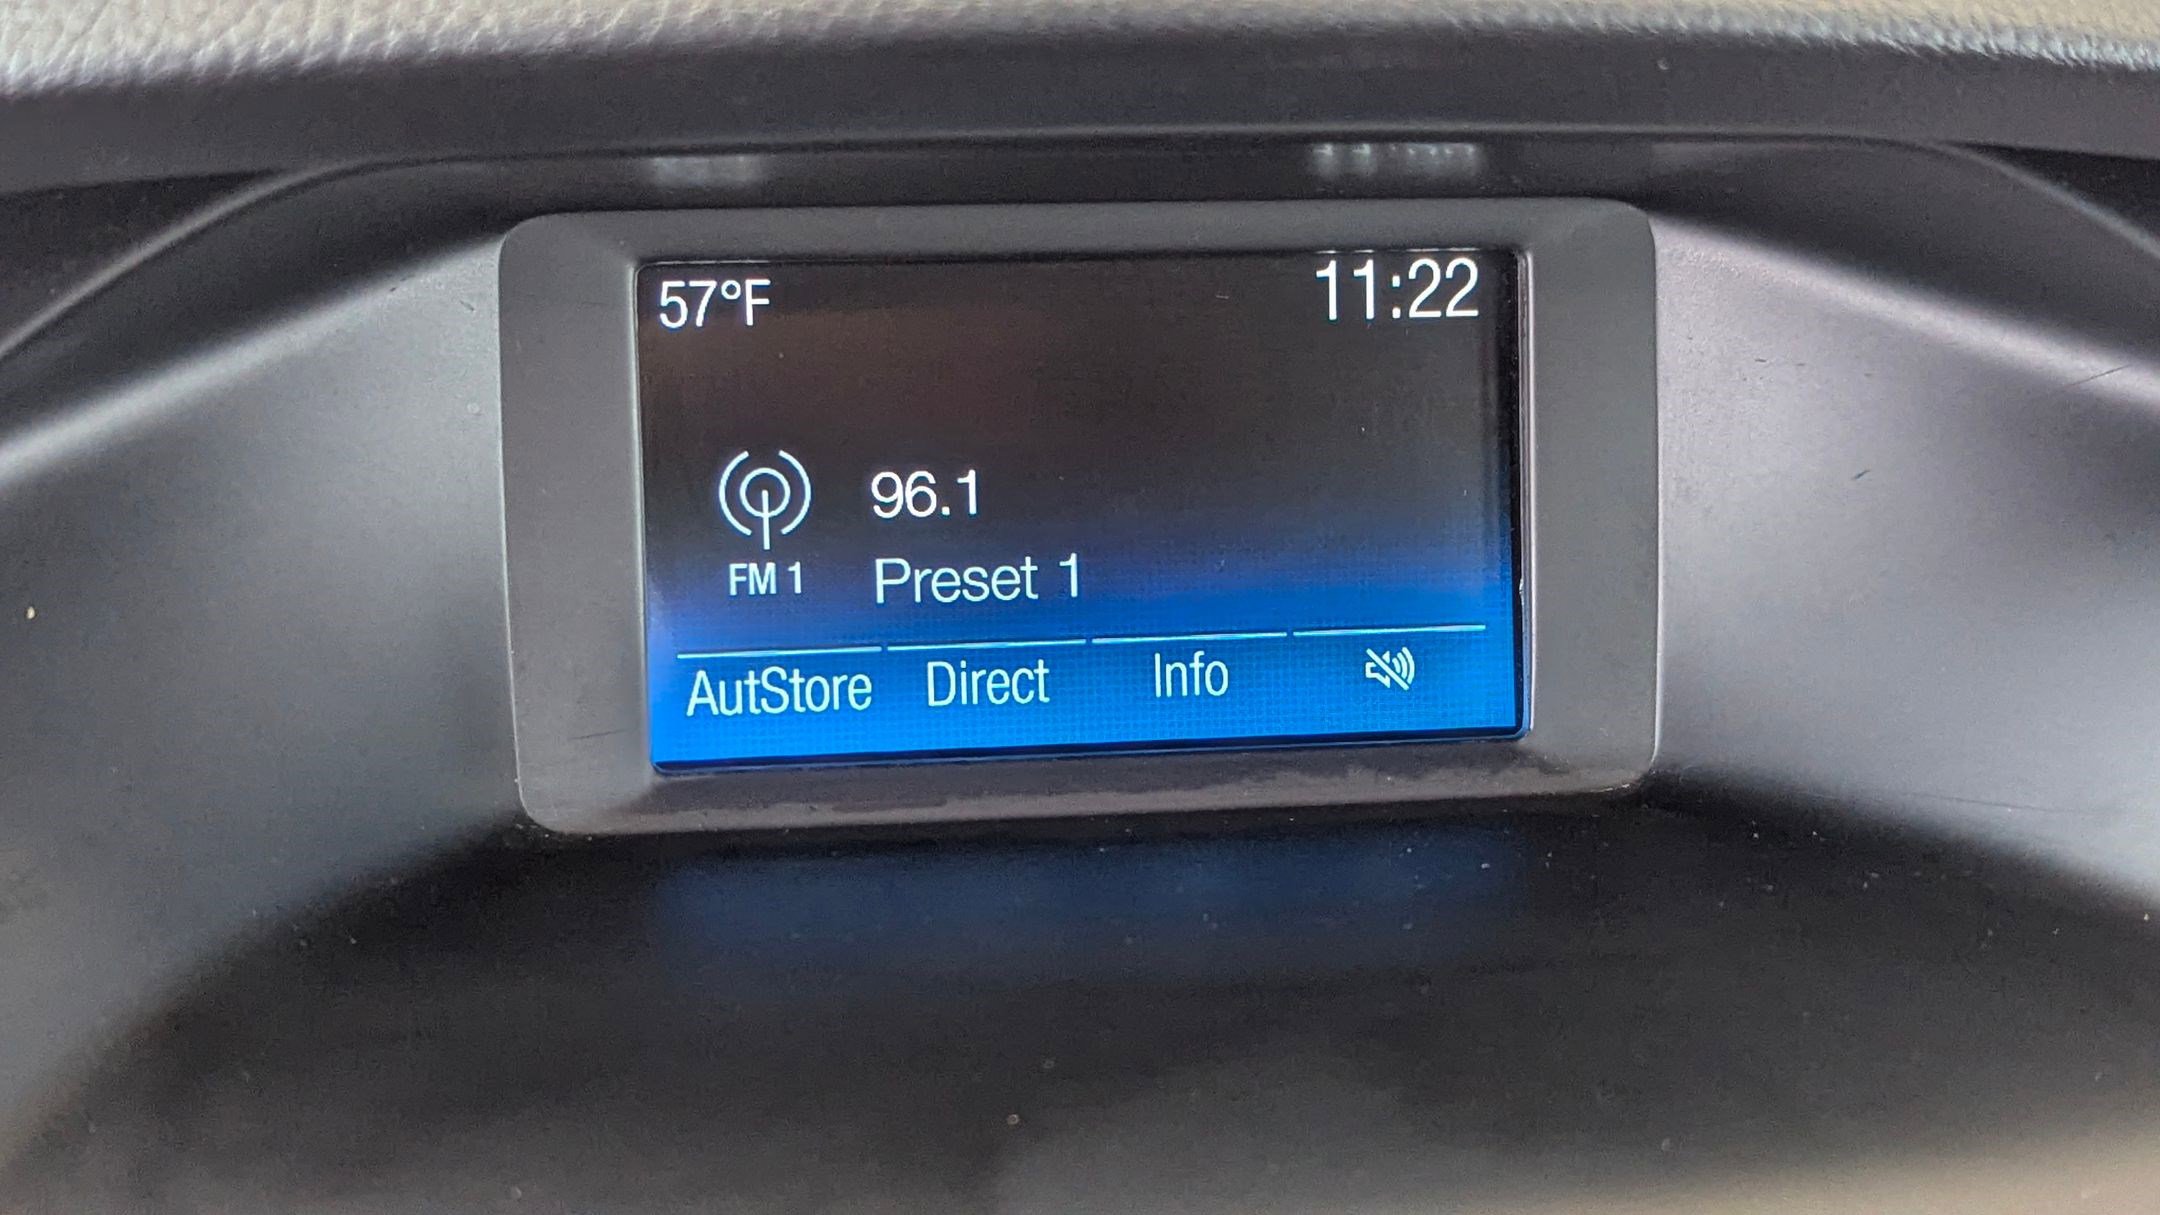 57°F
11:22
96.1
FM 1
Preset 1
AutStore
Direct
Info